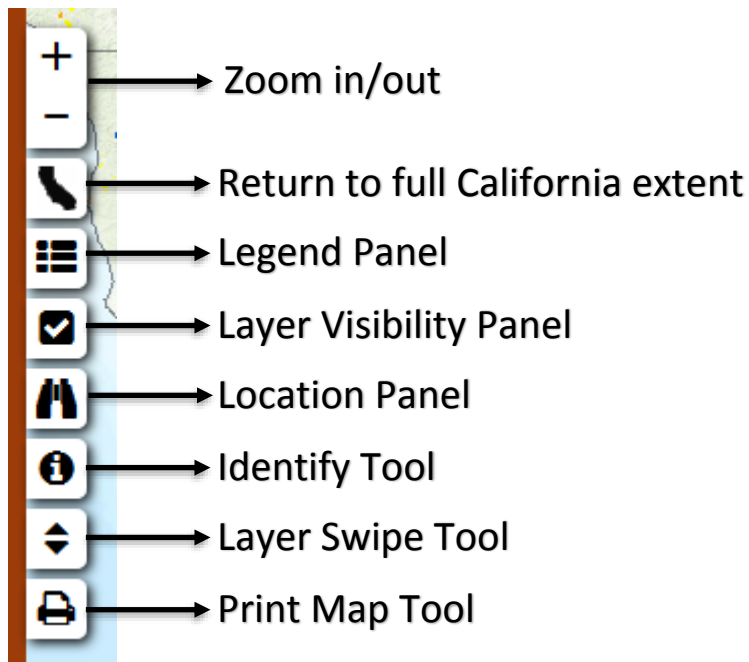 Zoom in/out
Return to full California extent
Legend Panel
Layer Visibility Panel
Location Panel
Identify Tool
Layer Swipe Tool
Print Map Tool